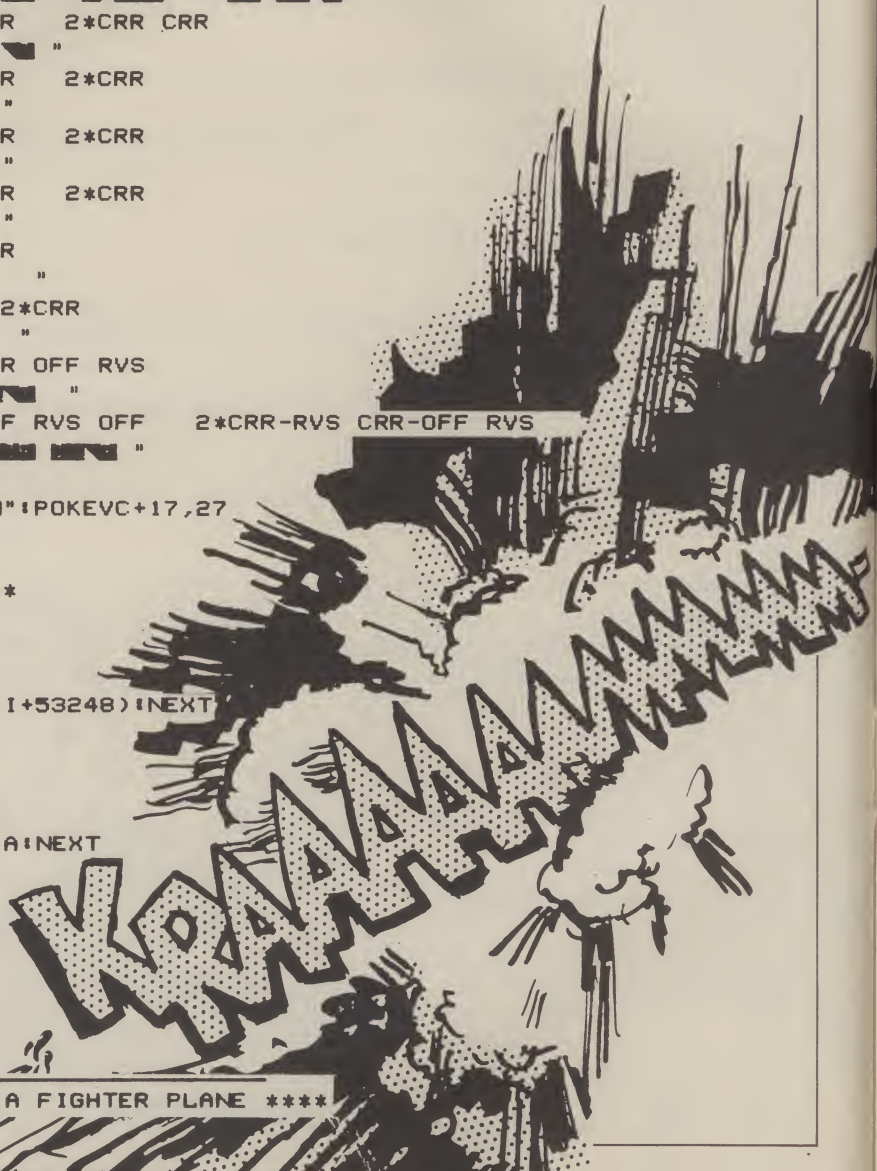 R 2*CRR CRR
"
R 2*CRR
"
R 2*CRR
"
R 2*CRR
"
R
"
2*CRR
"
R OFF RVS
"
F RVS OFF 2*CRR-RVS CRR-OFF RVS
"
":POKEVC+17,27
*
I+53248):NEXT
A:NEXT
KRAAAAAA
A FIGHTER PLANE ****